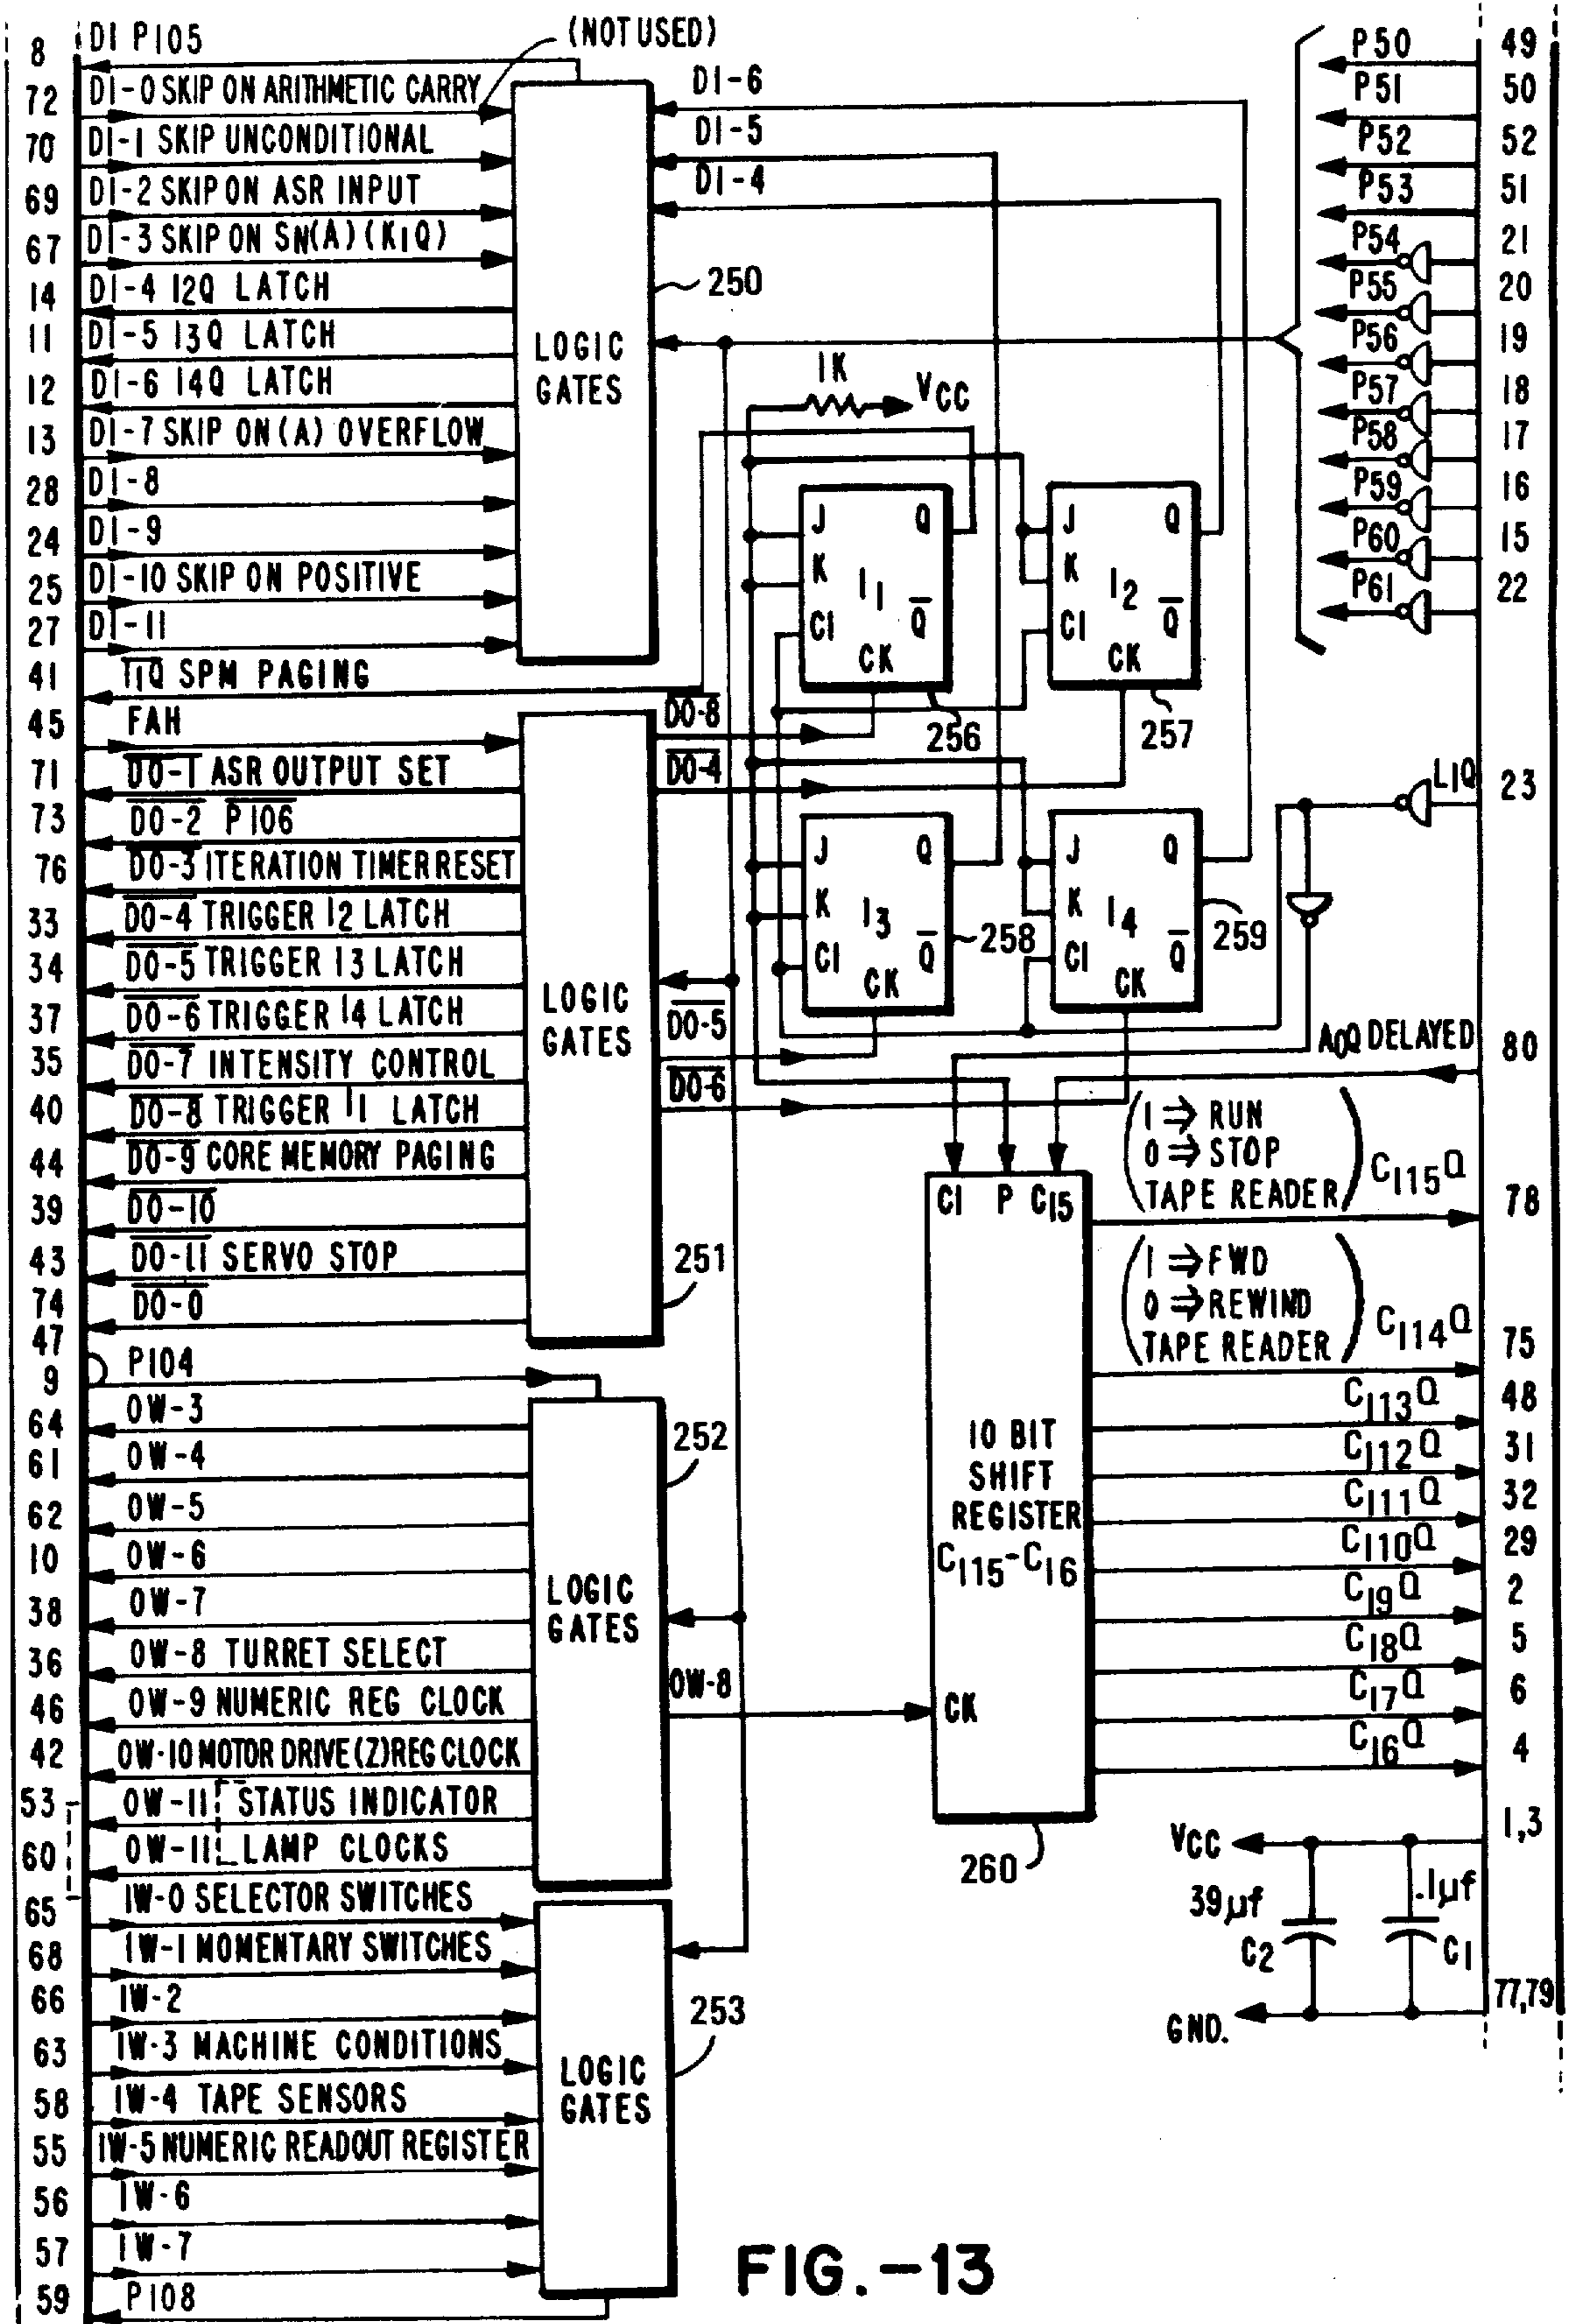 8 DI P105
(NOT USED)
72 DI-0 SKIP ON ARITHMETIC CARRY
70 DI-1 SKIP UNCONDITIONAL
69 DI-2 SKIP ON ASR INPUT
67 DI-3 SKIP ON SN(A)(K1Q)
14 DI-4 I2Q LATCH
11 DI-5 I3Q LATCH
12 DI-6 I4Q LATCH
13 DI-7 SKIP ON (A) OVERFLOW
28 DI-8
24 DI-9
25 DI-10 SKIP ON POSITIVE
27 DI-11
41 I1Q SPM PAGING
45 FAH
71 DO-1 ASR OUTPUT SET
73 DO-2 P106
76 DO-3 ITERATION TIMER RESET
33 DO-4 TRIGGER I2 LATCH
34 DO-5 TRIGGER I3 LATCH
37 DO-6 TRIGGER I4 LATCH
35 DO-7 INTENSITY CONTROL
40 DO-8 TRIGGER I1 LATCH
44 DO-9 CORE MEMORY PAGING
39 DO-10
43 DO-11 SERVO STOP
74 DO-0
47
9 P104
64 OW-3
61 OW-4
62 OW-5
10 OW-6
38 OW-7
36 OW-8 TURRET SELECT
46 OW-9 NUMERIC REG CLOCK
42 OW-10 MOTOR DRIVE (Z) REG CLOCK
53 OW-11 STATUS INDICATOR
60 OW-11 LAMP CLOCKS
65 IW-0 SELECTOR SWITCHES
68 IW-1 MOMENTARY SWITCHES
66 IW-2
63 IW-3 MACHINE CONDITIONS
58 IW-4 TAPE SENSORS
55 IW-5 NUMERIC READOUT REGISTER
56 IW-6
57 IW-7
59 P108
LOGIC
GATES
250
LOGIC
GATES
251
LOGIC
GATES
252
LOGIC
GATES
253
DI-6
DI-5
DI-4
1K
VCC
J Q
K I1
C1 Q
CK
256
J Q
K I2
C1 Q
CK
257
J Q
K I3
C1 Q
CK
258
J Q
K I4
C1 Q
CK
259
DO-8
DO-4
DO-5
DO-6
OW-8
P50 49
P51 50
P52 52
P53 51
P54 21
P55 20
P56 19
P57 18
P58 17
P59 16
P60 15
P61 22
L1Q 23
A0Q DELAYED 80
C1 P C15
10 BIT
SHIFT
REGISTER
C115-C16
CK
260
(1 ⇒ RUN
0 ⇒ STOP
TAPE READER) C115Q 78
(1 ⇒ FWD
0 ⇒ REWIND
TAPE READER) C114Q 75
C113Q 48
C112Q 31
C111Q 32
C110Q 29
C19Q 2
C18Q 5
C17Q 6
C16Q 4
VCC 1,3
39µf .1µf
C2 C1
GND. 77,79
FIG.-13